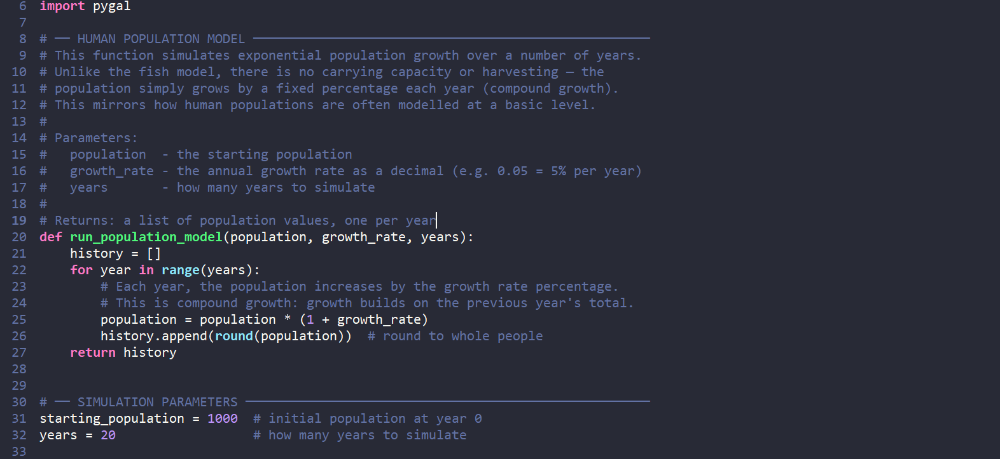 6 import pygal
7
8 # ── HUMAN POPULATION MODEL ────────────────────────────────────────────────────
9 # This function simulates exponential population growth over a number of years.
10 # Unlike the fish model, there is no carrying capacity or harvesting — the
11 # population simply grows by a fixed percentage each year (compound growth).
12 # This mirrors how human populations are often modelled at a basic level.
13 #
14 # Parameters:
15 #   population  - the starting population
16 #   growth_rate - the annual growth rate as a decimal (e.g. 0.05 = 5% per year)
17 #   years       - how many years to simulate
18 #
19 # Returns: a list of population values, one per year
20 def run_population_model(population, growth_rate, years):
21     history = []
22     for year in range(years):
23         # Each year, the population increases by the growth rate percentage.
24         # This is compound growth: growth builds on the previous year's total.
25         population = population * (1 + growth_rate)
26         history.append(round(population))  # round to whole people
27     return history
28
29
30 # ── SIMULATION PARAMETERS ─────────────────────────────────────────────────────
31 starting_population = 1000  # initial population at year 0
32 years = 20                  # how many years to simulate
33